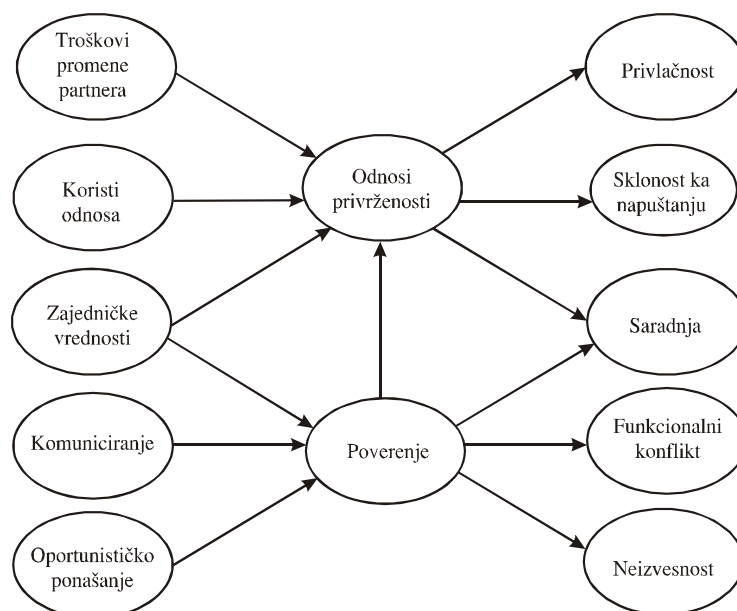 Troškovi
promene
partnera
Privlačnost
Odnosi
privrženosti
Koristi
odnosa
Sklonost ka
napuštanju
Zajedničke
vrednosti
Saradnja
Komuniciranje
Poverenje
Funkcionalni
konflikt
Oportunističko
ponašanje
Neizvesnost